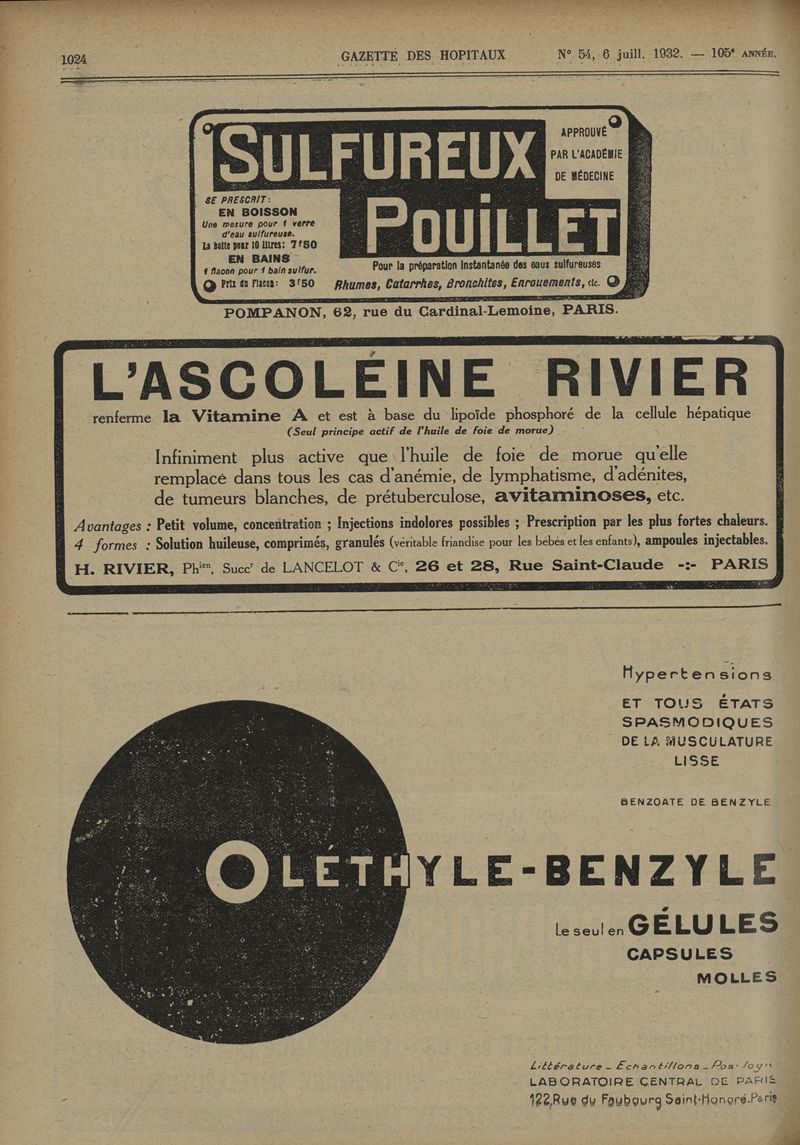 1024
GAZETTE DES HOPITAUX
N° 54, 6 juill. 1932. — 105e ANNÉE.
SULFUREUX
POUILLET
APPROUVÉ
PAR L'ACADÉMIE
DE MÉDECINE
SE PRESCRIT:
EN BOISSON
Une mesure pour 1 verre
d'eau sulfureuse.
La boîte pour 10 litres: 7f50
EN BAINS
1 flacon pour 1 bain sulfur.
Prix du Flacon: 3f50
Pour la préparation instantanée des eaux sulfureuses
Rhumes, Catarrhes, Bronchites, Enrouements, etc.
POMPANON, 62, rue du Cardinal-Lemoine, PARIS.
L'ASCOLÉINE RIVIER
renferme la Vitamine A et est à base du lipoïde phosphoré de la cellule hépatique
(Seul principe actif de l'huile de foie de morue)
Infiniment plus active que l'huile de foie de morue qu'elle
remplace dans tous les cas d'anémie, de lymphatisme, d'adénites,
de tumeurs blanches, de prétuberculose, avitaminoses, etc.
Avantages : Petit volume, concentration ; Injections indolores possibles ; Prescription par les plus fortes chaleurs.
4 formes : Solution huileuse, comprimés, granulés (véritable friandise pour les bébés et les enfants), ampoules injectables.
H. RIVIER, Phien, Succr de LANCELOT & Cie, 26 et 28, Rue Saint-Claude -:- PARIS
Hypertensions
ET TOUS ÉTATS
SPASMODIQUES
DE LA MUSCULATURE
LISSE
BENZOATE DE BENZYLE
OLÉTHYLE-BENZYLE
Le seul en GÉLULES
CAPSULES
MOLLES
Littérature _ Echantillons _
LABORATOIRE CENTRAL DE PARIS
122, Rue du Faubourg Saint-Honoré. Paris